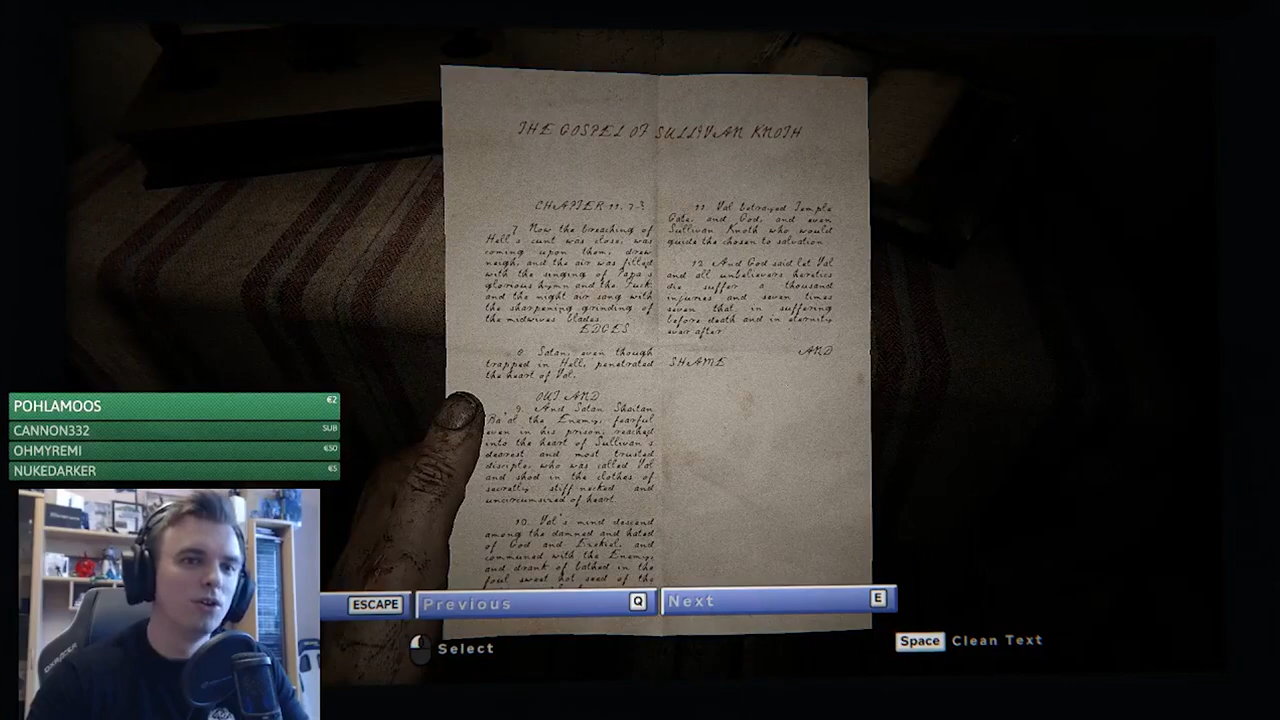 THE GOSPEL OF SULLIVAN KNOTH
CHAPTER 11.
7 Now the breaching of
Hell's cunt was close, was
coming upon them, drew
neigh, and the air was filled
with the singing of Papa's
glorious hymn and the Fuck
and the night air song with
the sharpening grinding of
the midwives blades
EDGES
8 Satan, even though
trapped in Hell, penetrated
the heart of Val.
OUT AND
9. And Satan Shaitan
Ba'al the Enemy, fearful
even in his prison, reached
into the heart of Sullivan's
dearest and most trusted
disciple, who was called Val
and shod in the clothes of
secretly stiff-necked and
uncircumsized of heart
10. Val's mind descend
among the damned and hated
of God and Ezekiel, and
communed with the Enemy,
and drank of bathed in the
foul sweet hot seed of the
11. Val betrayed Temple
Gate, and God, and even
Sullivan Knoth who would
guide the chosen to salvation
12 And God said let Val
and all unbelievers heretics
die suffer a thousand
injuries and seven times
seven that in suffering
before death and in eternity
ever after
AND
SHAME
POHLAMOOS €2
CANNON332 SUB
OHMYREMI €50
NUKEDARKER €5
ESCAPE Previous Q Next E
Select
Space Clean Text
DXRACER